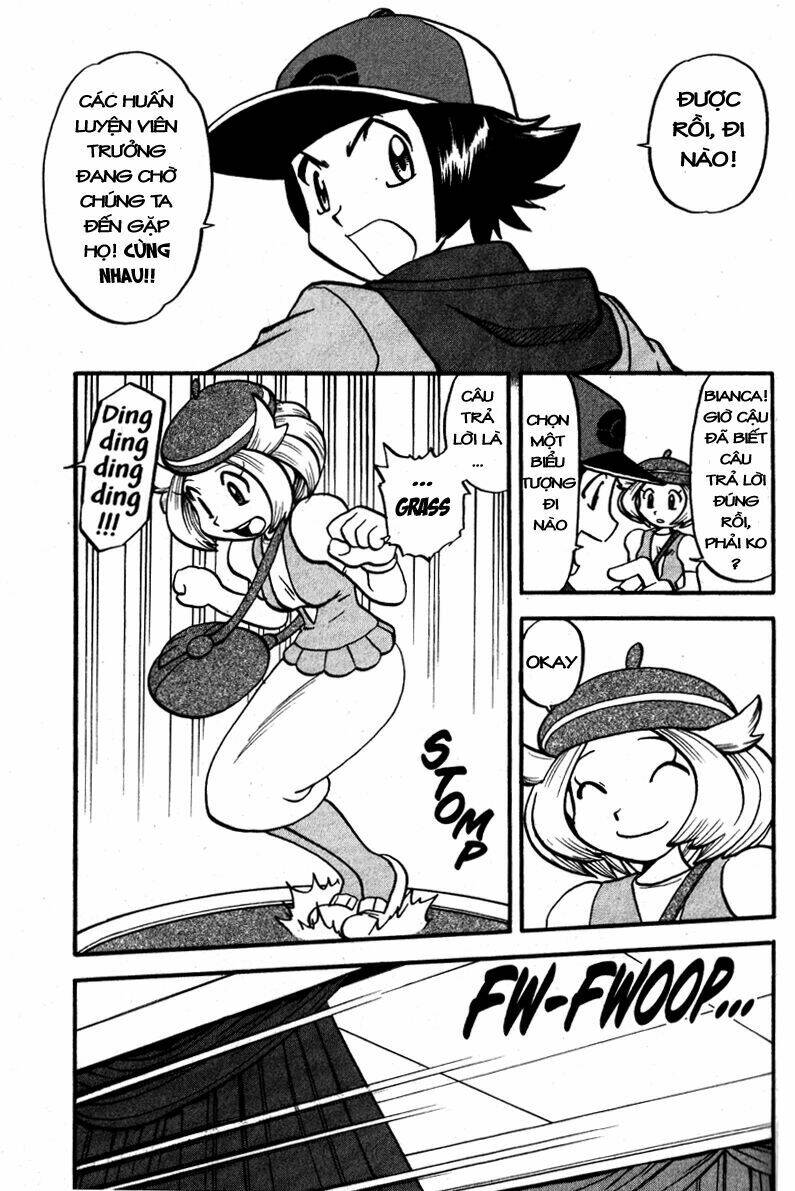 ĐƯỢC
RỒI, ĐI
NÀO!
CÁC HUẤN
LUYỆN VIÊN
TRƯỞNG
ĐANG CHỜ
CHÚNG TA
ĐẾN GẶP
HỌ! CÙNG
NHAU!!
BIANCA!
GIỜ CẬU
ĐÃ BIẾT
CÂU
TRẢ LỜI
ĐÚNG
RỒI,
PHẢI KO
?
CHỌN
MỘT
BIỂU
TƯỢNG
ĐI
NÀO
OKAY
CÂU
TRẢ
LỜI LÀ
...
...
GRASS
Ding
ding
ding
ding
!!!
STOMP
FW-FWOOP...